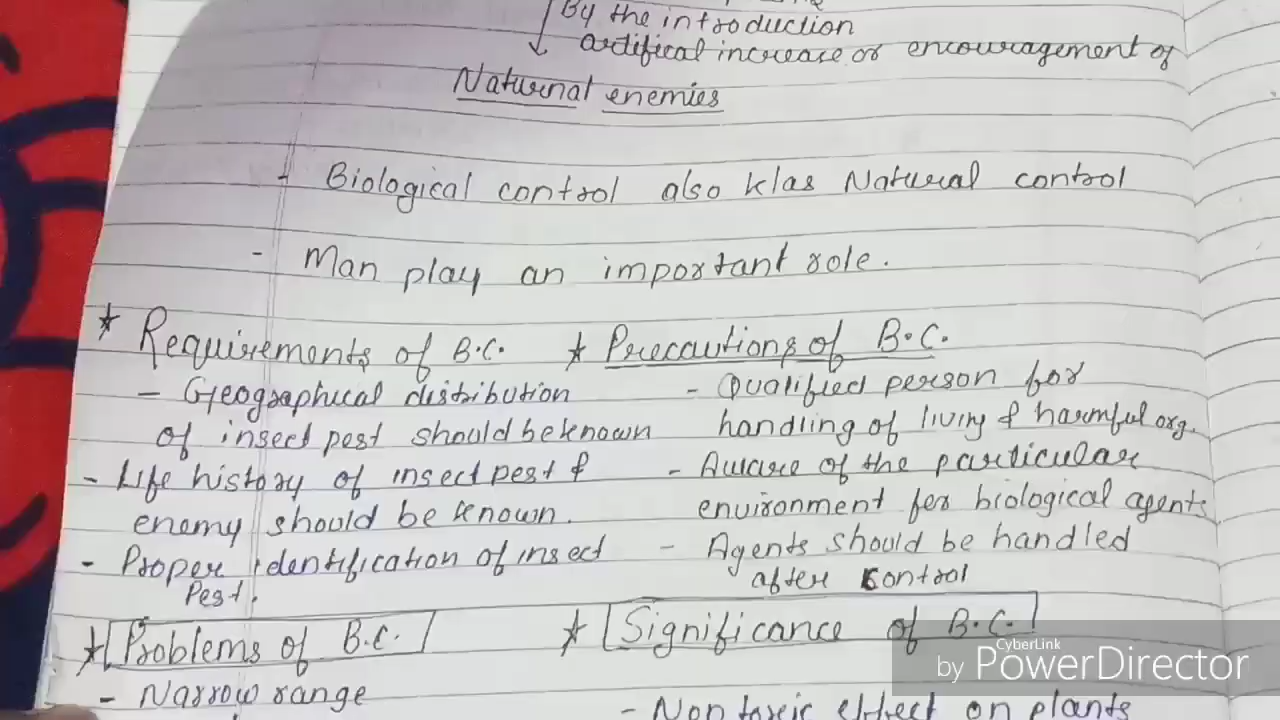 By the introduction
artifical increase or encouragement of
Naturnal enemies
Biological control also klas Natural control
- Man play an important role.
* Requirements of B.C.
- Geographical distribution
of insect pest should be known
- Life history of insect pest &
enemy should be known.
- Proper identification of insect
Pest.
* Precautions of B.C.
- Qualified person for
handling of living & harmful org.
- Aware of the particular
environment for biological agents
- Agents should be handled
after control
* Problems of B.C.
- Narrow range
* Significance of B.C.
- Non toxic effect on plants
by CyberLink PowerDirector